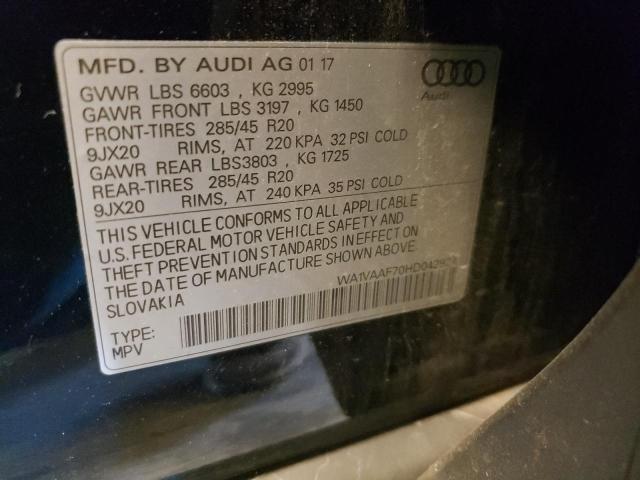 MFD. BY AUDI AG 01 17
Audi
GVWR LBS 6603 , KG 2995
GAWR FRONT LBS 3197 , KG 1450
FRONT-TIRES 285/45 R20
9JX20 RIMS, AT 220 KPA 32 PSI COLD
GAWR REAR LBS3803 , KG 1725
REAR-TIRES 285/45 R20
9JX20 RIMS, AT 240 KPA 35 PSI COLD
THIS VEHICLE CONFORMS TO ALL APPLICABLE
U.S. FEDERAL MOTOR VEHICLE SAFETY AND
THEFT PREVENTION STANDARDS IN EFFECT ON
THE DATE OF MANUFACTURE SHOWN ABOVE.
SLOVAKIA
TYPE:
MPV